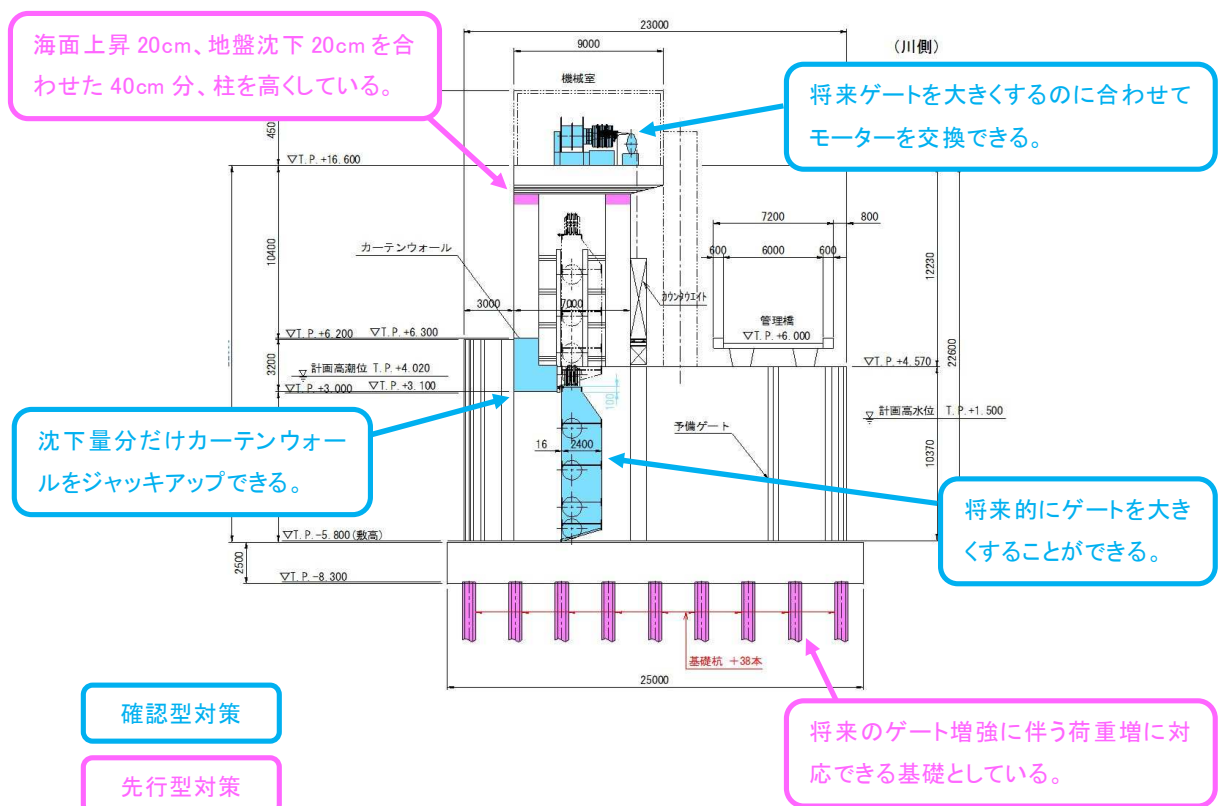 海面上昇 20cm、地盤沈下 20cm を合
わせた 40cm 分、柱を高くしている。
23000
9000
(川側)
機械室
将来ゲートを大きくするのに合わせて
モーターを交換できる。
450
▽T.P.+16.600
7200
800
600
6000
600
カーテンウォール
10400
12230
カウンタウエイト
3000
7000
管理橋
▽T.P.+6.000
▽T.P.+6.200
▽T.P.+6.300
▽T.P.+4.570
22600
3200
計画高潮位 T.P.+4.020
▽T.P.+3.000
▽T.P.+3.100
100
計画高水位 T.P.+1.500
沈下量分だけカーテンウォー
ルをジャッキアップできる。
予備ゲート
16
2400
10370
将来的にゲートを大き
くすることができる。
▽T.P.-5.800(敷高)
2500
▽T.P.-8.300
基礎杭 +38本
25000
確認型対策
将来のゲート増強に伴う荷重増に対
応できる基礎としている。
先行型対策